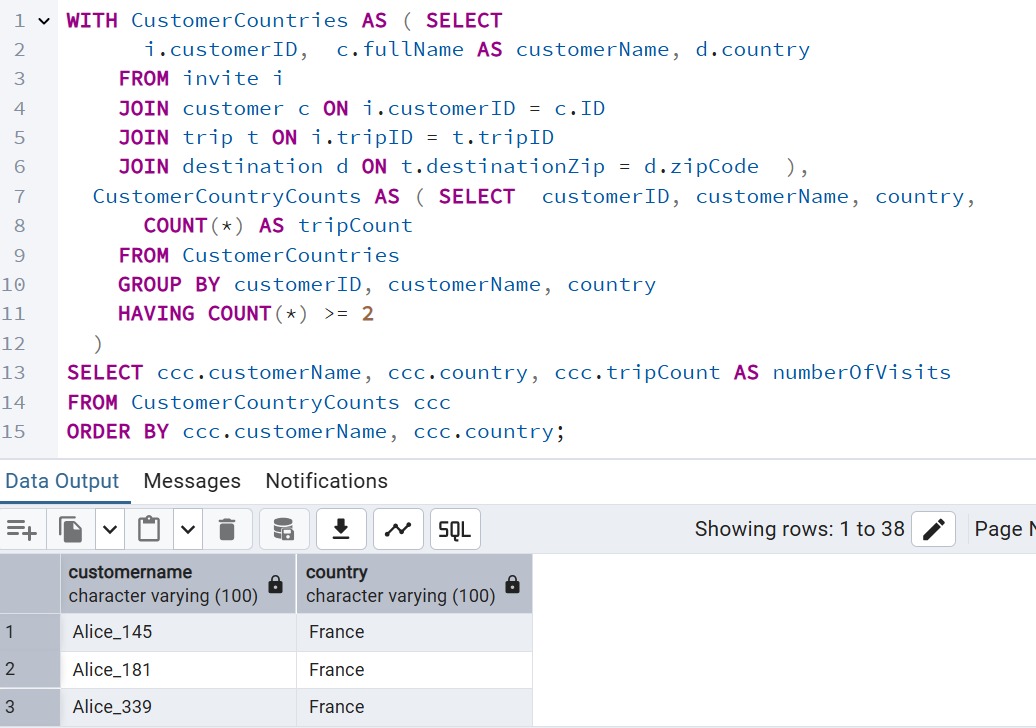 1 WITH CustomerCountries AS ( SELECT
2 i.customerID, c.fullName AS customerName, d.country
3 FROM invite i
4 JOIN customer c ON i.customerID = c.ID
5 JOIN trip t ON i.tripID = t.tripID
6 JOIN destination d ON t.destinationZip = d.zipCode ),
7 CustomerCountryCounts AS ( SELECT customerID, customerName, country,
8 COUNT(*) AS tripCount
9 FROM CustomerCountries
10 GROUP BY customerID, customerName, country
11 HAVING COUNT(*) >= 2
12 )
13 SELECT ccc.customerName, ccc.country, ccc.tripCount AS numberOfVisits
14 FROM CustomerCountryCounts ccc
15 ORDER BY ccc.customerName, ccc.country;
Data Output Messages Notifications
SQL Showing rows: 1 to 38 Page
customername country
character varying (100) character varying (100)
1 Alice_145 France
2 Alice_181 France
3 Alice_339 France